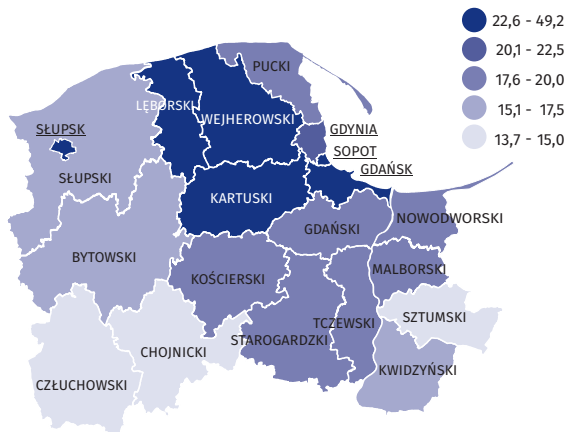 22,6 - 49,2
20,1 - 22,5
17,6 - 20,0
15,1 - 17,5
13,7 - 15,0
PUCKI
LĘBORSKI
WEJHEROWSKI
SŁUPSK
GDYNIA
SOPOT
GDAŃSK
SŁUPSKI
KARTUSKI
NOWODWORSKI
GDAŃSKI
BYTOWSKI
MALBORSKI
KOŚCIERSKI
SZTUMSKI
TCZEWSKI
STAROGARDZKI
CHOJNICKI
KWIDZYŃSKI
CZŁUCHOWSKI